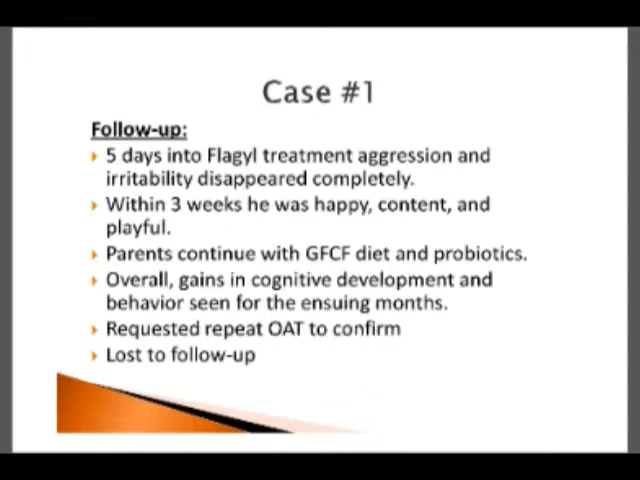 Case #1
Follow-up:
5 days into Flagyl treatment aggression and
irritability disappeared completely.
Within 3 weeks he was happy, content, and
playful.
Parents continue with GFCF diet and probiotics.
Overall, gains in cognitive development and
behavior seen for the ensuing months.
Requested repeat OAT to confirm
Lost to follow-up